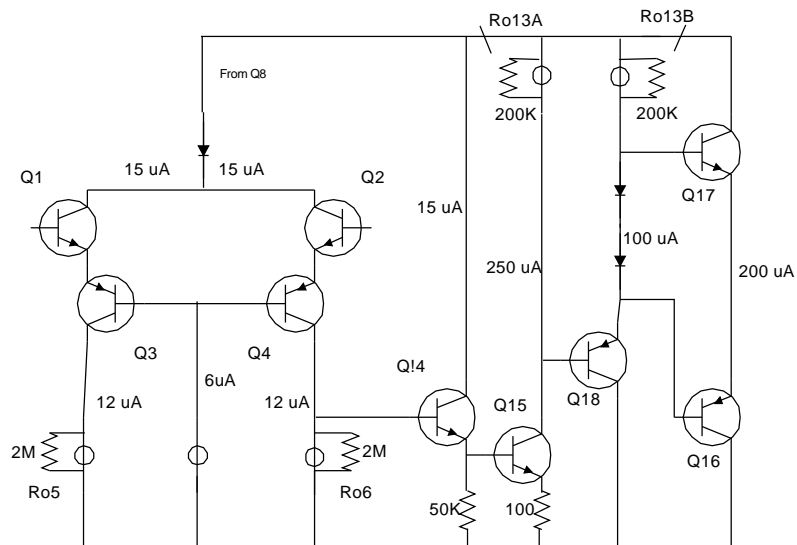 Ro13A
Ro13B
From Q8
200K
200K
15 uA
15 uA
Q1
Q2
Q17
15 uA
100 uA
250 uA
200 uA
Q3
Q4
6uA
12 uA
12 uA
Q!4
Q15
Q18
Q16
2M
2M
Ro5
Ro6
50K
100